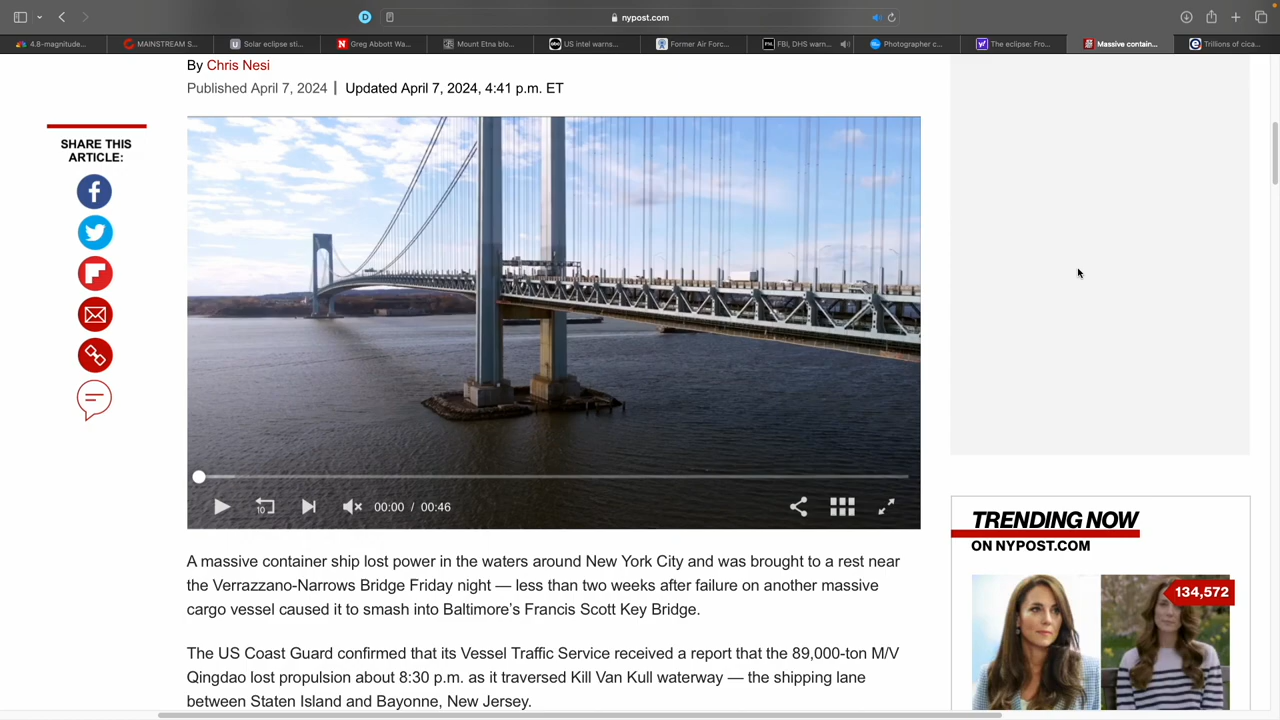 nypost.com
4.8-magnitude...
MAINSTREAM S...
Solar eclipse sti...
Greg Abbott Wa...
Mount Etna blo...
US intel warns...
Former Air Forc...
FBI, DHS warn...
Photographer c...
The eclipse: Fro...
Massive contain...
Trillions of cica...
By Chris Nesi
Published April 7, 2024 | Updated April 7, 2024, 4:41 p.m. ET
SHARE THIS
ARTICLE:
10
00:00 / 00:46
A massive container ship lost power in the waters around New York City and was brought to a rest near
the Verrazzano-Narrows Bridge Friday night — less than two weeks after failure on another massive
cargo vessel caused it to smash into Baltimore's Francis Scott Key Bridge.
The US Coast Guard confirmed that its Vessel Traffic Service received a report that the 89,000-ton M/V
Qingdao lost propulsion about 8:30 p.m. as it traversed Kill Van Kull waterway — the shipping lane
between Staten Island and Bayonne, New Jersey.
TRENDING NOW
ON NYPOST.COM
134,572